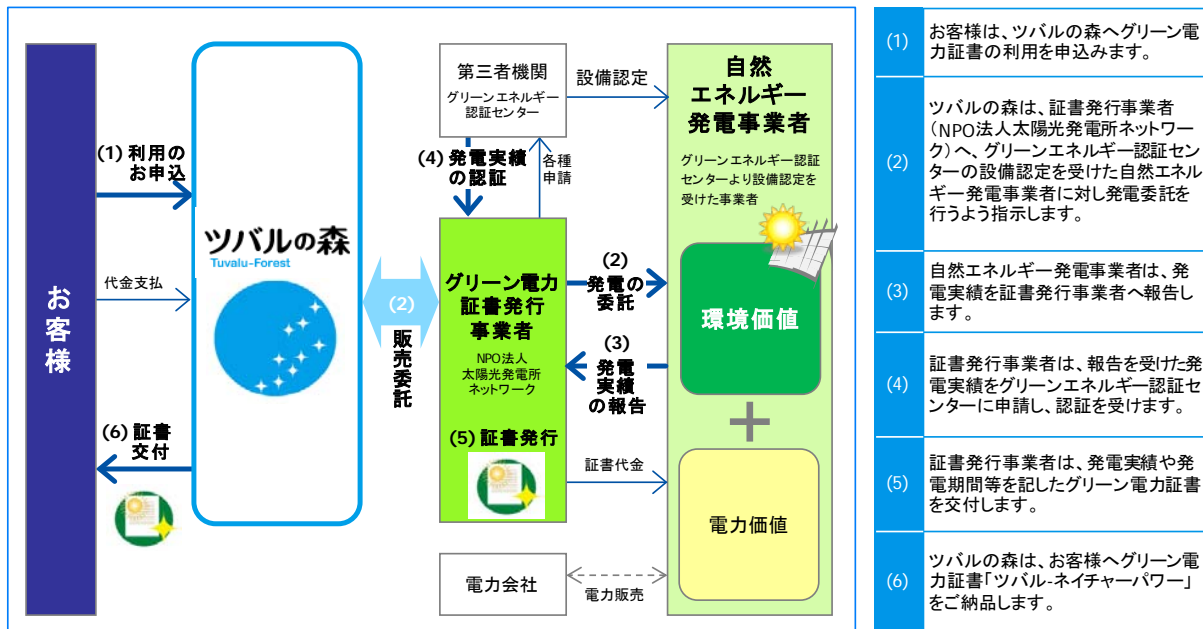 お客様
(1) 利用の
お申込
代金支払
(6) 証書
交付
ツバルの森
Tuvalu-Forest
(2)
販売委託
第三者機関
グリーンエネルギー
認証センター
設備認定
(4) 発電実績
の認証
各種
申請
グリーン電力
証書発行
事業者
NPO法人
太陽光発電所
ネットワーク
(5) 証書発行
(2)
発電の
委託
(3)
発電
実績
の報告
証書代金
電力会社
電力販売
自然
エネルギー
発電事業者
グリーンエネルギー認証
センターより設備認定を
受けた事業者
環境価値
+
電力価値
(1)
お客様は、ツバルの森へグリーン電
力証書の利用を申込みます。
(2)
ツバルの森は、証書発行事業者
(NPO法人太陽光発電所ネットワー
ク)へ、グリーンエネルギー認証セン
ターの設備認定を受けた自然エネル
ギー発電事業者に対し発電委託を
行うよう指示します。
(3)
自然エネルギー発電事業者は、発
電実績を証書発行事業者へ報告し
ます。
(4)
証書発行事業者は、報告を受けた発
電実績をグリーンエネルギー認証セ
ンターに申請し、認証を受けます。
(5)
証書発行事業者は、発電実績や発
電期間等を記したグリーン電力証書
を交付します。
(6)
ツバルの森は、お客様へグリーン電
力証書「ツバル-ネイチャーパワー」
をご納品します。